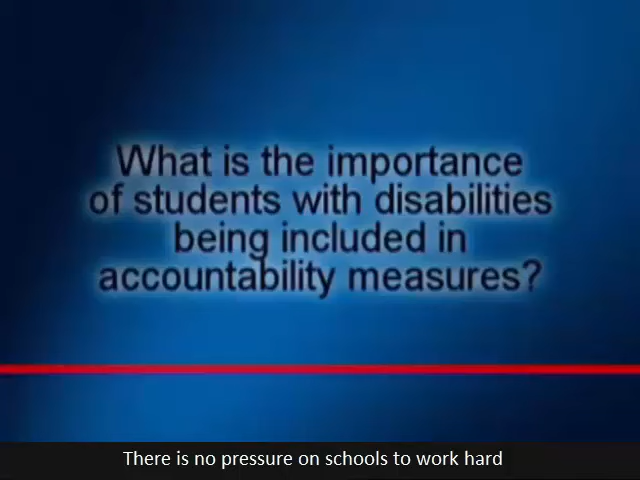 What is the importance
of students with disabilities
being included in
accountability measures?
There is no pressure on schools to work hard